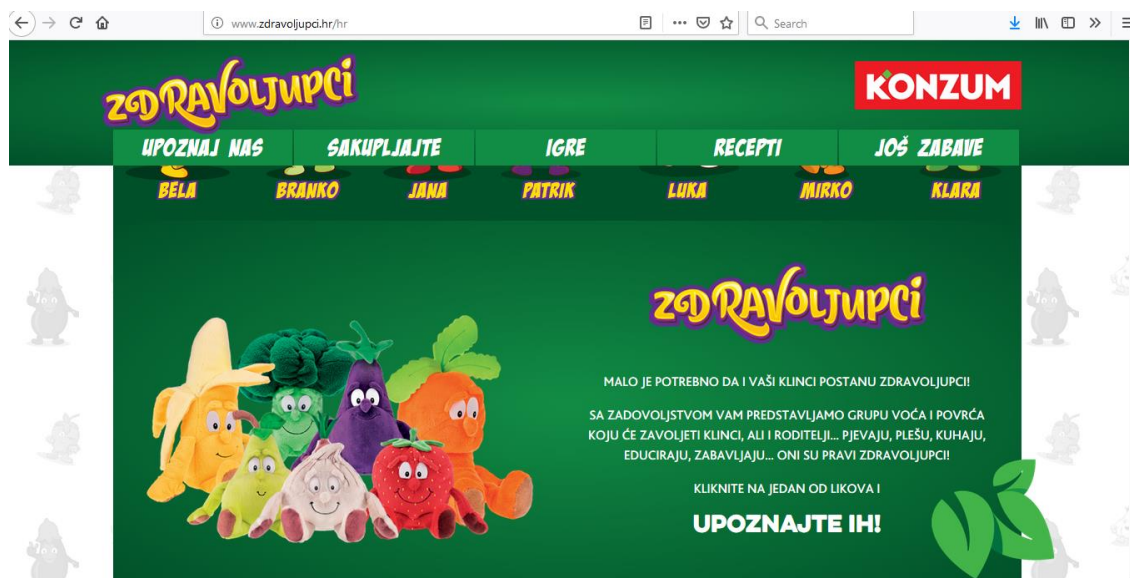 www.zdravoljupci.hr/hr
Search
ZDRAVOLJUPCI
KONZUM
UPOZNAJ NAS
SAKUPLJAJTE
IGRE
RECEPTI
JOŠ ZABAVE
BELA
BRANKO
JANA
PATRIK
LUKA
MIRKO
KLARA
ZDRAVOLJUPCI
MALO JE POTREBNO DA I VAŠI KLINCI POSTANU ZDRAVOLJUPCI!
SA ZADOVOLJSTVOM VAM PREDSTAVLJAMO GRUPU VOĆA I POVRĆA
KOJU ĆE ZAVOLJETI KLINCI, ALI I RODITELJI... PJEVAJU, PLEŠU, KUHAJU,
EDUCIRAJU, ZABAVLJAJU... ONI SU PRAVI ZDRAVOLJUPCI!
KLIKNITE NA JEDAN OD LIKOVA I
UPOZNAJTE IH!